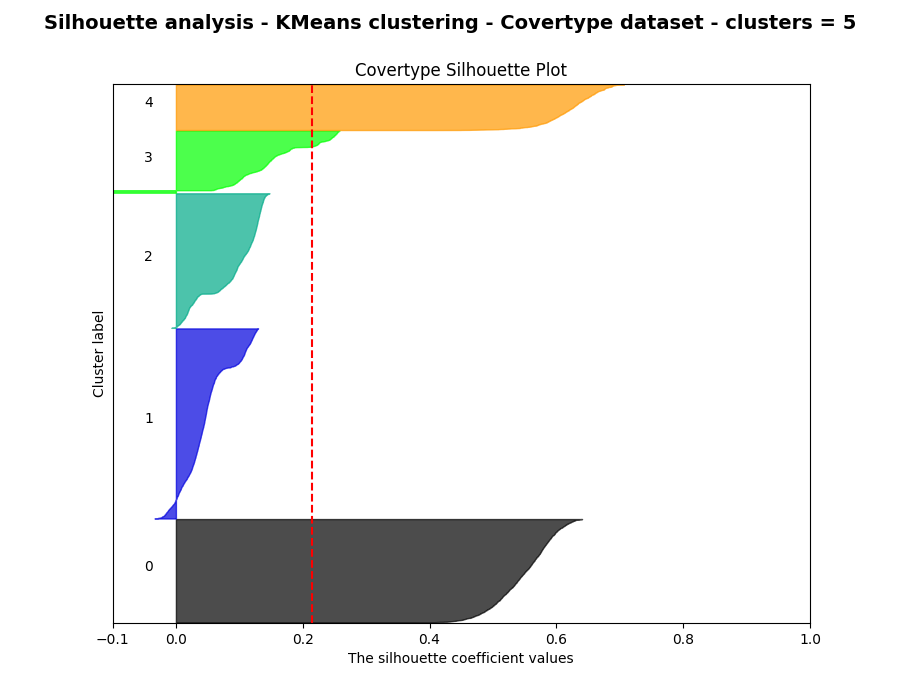 Silhouette analysis - KMeans clustering - Covertype dataset - clusters = 5
Covertype Silhouette Plot
4
3
2
1
0
Cluster label
−0.1 0.0 0.2 0.4 0.6 0.8 1.0
The silhouette coefficient values